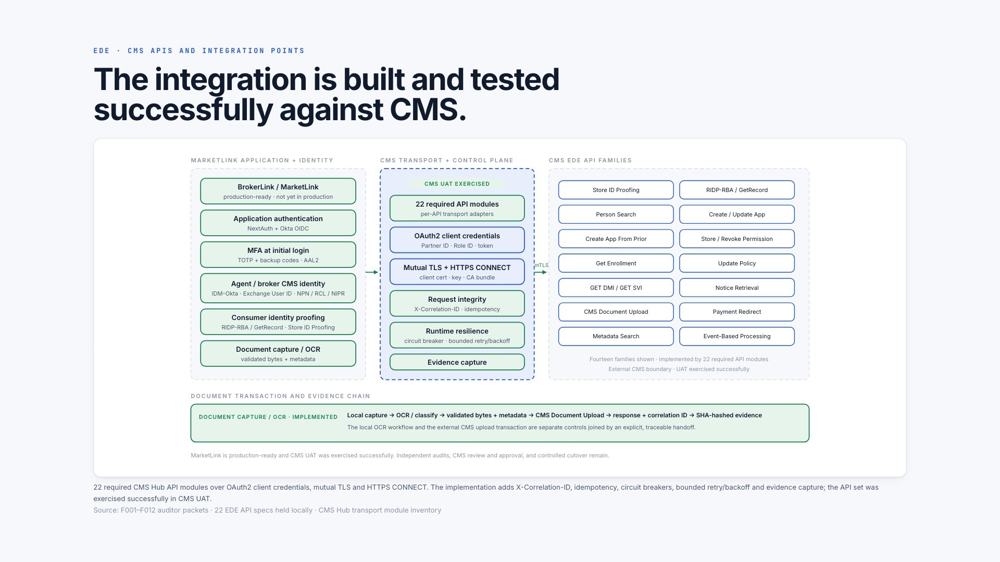 EDE · CMS APIS AND INTEGRATION POINTS
The integration is built and tested
successfully against CMS.
MARKETLINK APPLICATION + IDENTITY
BrokerLink / MarketLink
production-ready · not yet in production
Application authentication
NextAuth + Okta OIDC
MFA at initial login
TOTP + backup codes · AAL2
Agent / broker CMS identity
IDM-Okta · Exchange User ID · NPN / RCL / NIPR
Consumer identity proofing
RIDP-RBA / GetRecord · Store ID Proofing
Document capture / OCR
validated bytes + metadata
CMS TRANSPORT + CONTROL PLANE
CMS UAT EXERCISED
22 required API modules
per-API transport adapters
OAuth2 client credentials
Partner ID · Role ID · token
Mutual TLS + HTTPS CONNECT
client cert · key · CA bundle
Request integrity
X-Correlation-ID · idempotency
Runtime resilience
circuit breaker · bounded retry/backoff
Evidence capture
mTLS
CMS EDE API FAMILIES
Store ID Proofing
RIDP-RBA / GetRecord
Person Search
Create / Update App
Create App From Prior
Store / Revoke Permission
Get Enrollment
Update Policy
GET DMI / GET SVI
Notice Retrieval
CMS Document Upload
Payment Redirect
Metadata Search
Event-Based Processing
Fourteen families shown · implemented by 22 required API modules
External CMS boundary · UAT exercised successfully
DOCUMENT TRANSACTION AND EVIDENCE CHAIN
DOCUMENT CAPTURE / OCR · IMPLEMENTED
Local capture → OCR / classify → validated bytes + metadata → CMS Document Upload → response + correlation ID → SHA-hashed evidence
The local OCR workflow and the external CMS upload transaction are separate controls joined by an explicit, traceable handoff.
MarketLink is production-ready and CMS UAT was exercised successfully. Independent audits, CMS review and approval, and controlled cutover remain.
22 required CMS Hub API modules over OAuth2 client credentials, mutual TLS and HTTPS CONNECT. The implementation adds X-Correlation-ID, idempotency, circuit breakers, bounded retry/backoff and evidence capture; the API set was
exercised successfully in CMS UAT.
Source: F001–F012 auditor packets · 22 EDE API specs held locally · CMS Hub transport module inventory